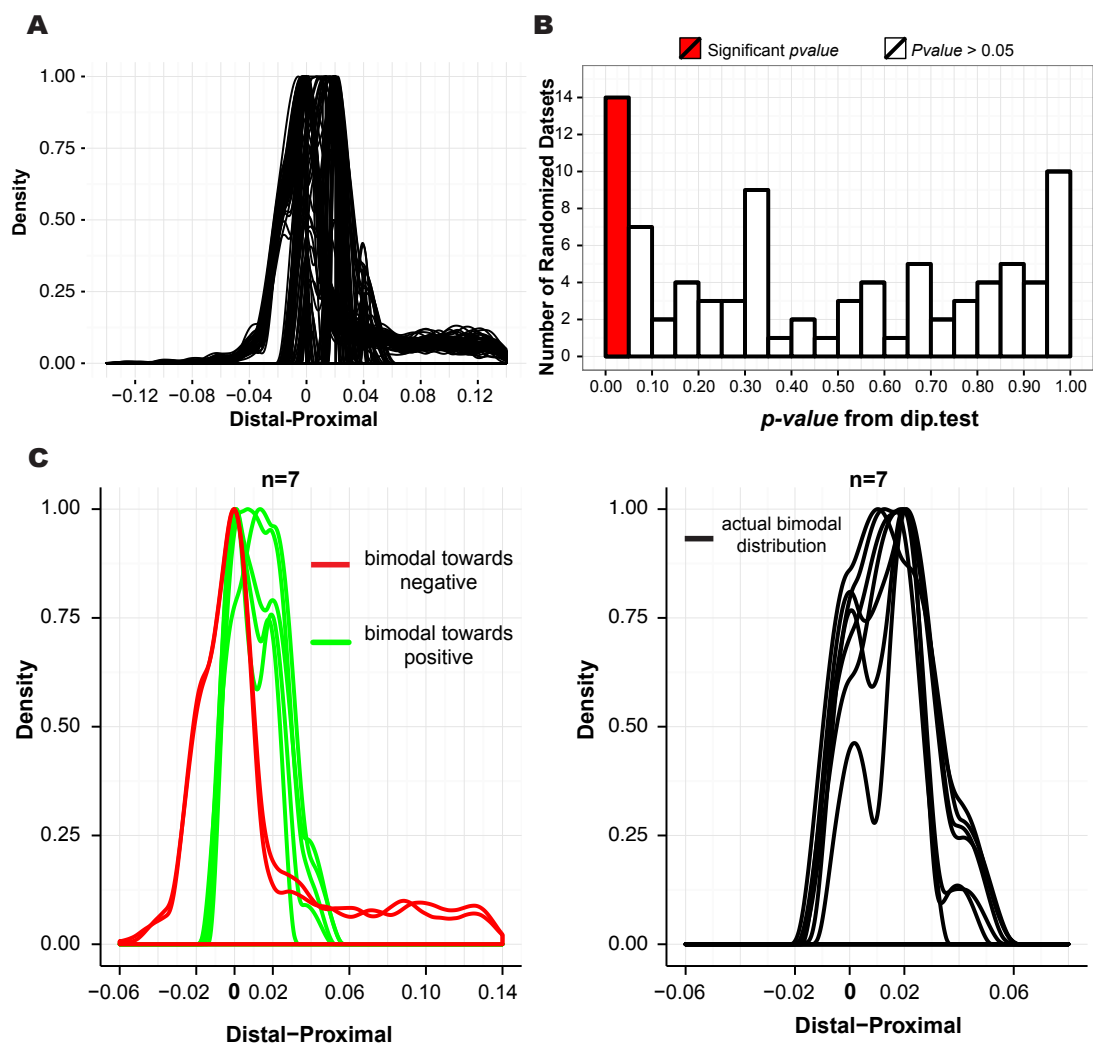 A
1.00
0.75
0.50
0.25
0.00
Density
−0.12
−0.08
−0.04
0
0.04
0.08
0.12
Distal-Proximal
B
Significant pvalue
Pvalue > 0.05
14
12
10
8
6
4
2
0
Number of Randomized Datsets
0.00
0.10
0.20
0.30
0.40
0.50
0.60
0.70
0.80
0.90
1.00
p-value from dip.test
C
n=7
1.00
0.75
0.50
0.25
0.00
Density
bimodal towards
negative
bimodal towards
positive
−0.06
−0.02
0
0.02
0.06
0.10
0.14
Distal−Proximal
n=7
1.00
0.75
0.50
0.25
0.00
Density
actual bimodal
distribution
−0.06
−0.02
0
0.02
0.06
Distal−Proximal